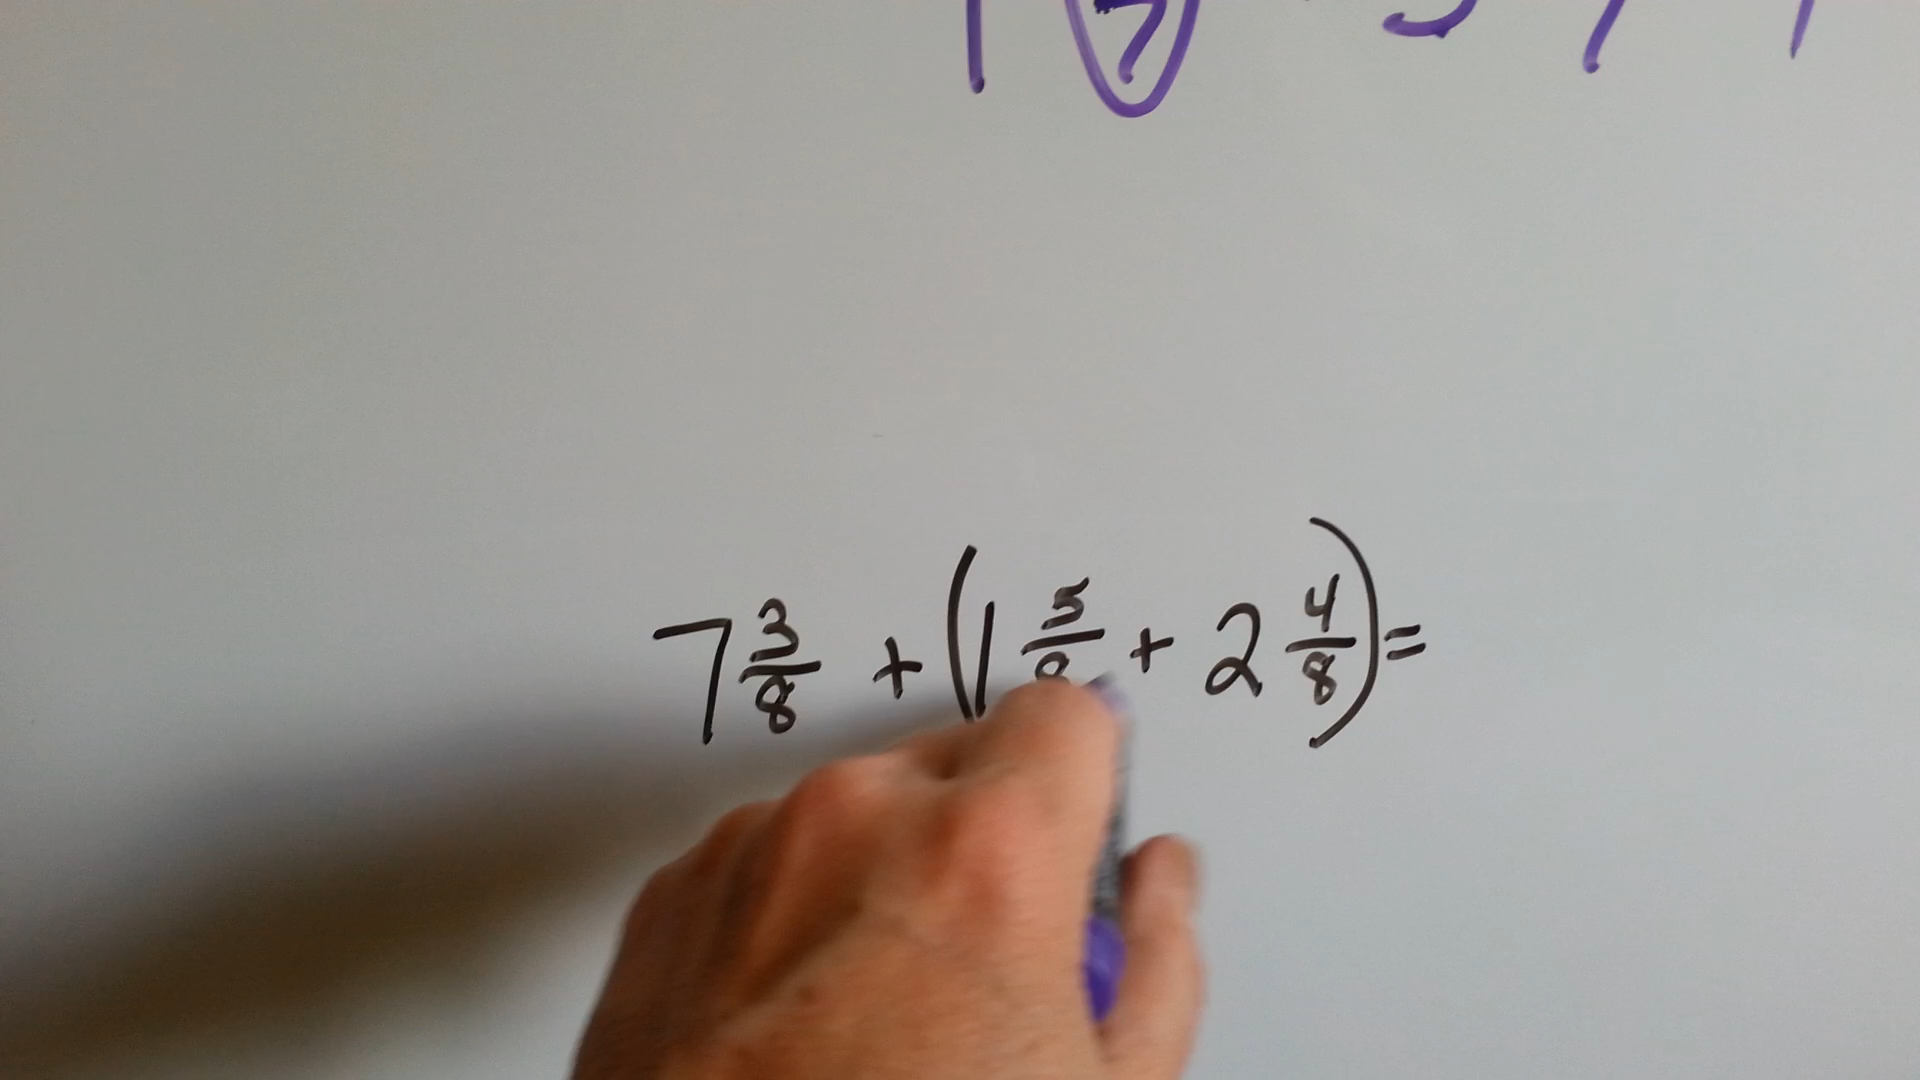 7 3/8 + (1 5/8 + 2 4/8) =